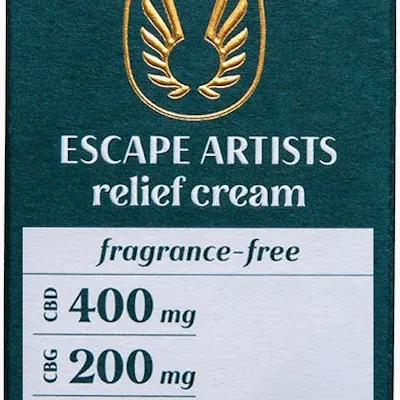 ESCAPE ARTISTS
relief cream
fragrance-free
CBD 400 mg
CBG 200 mg